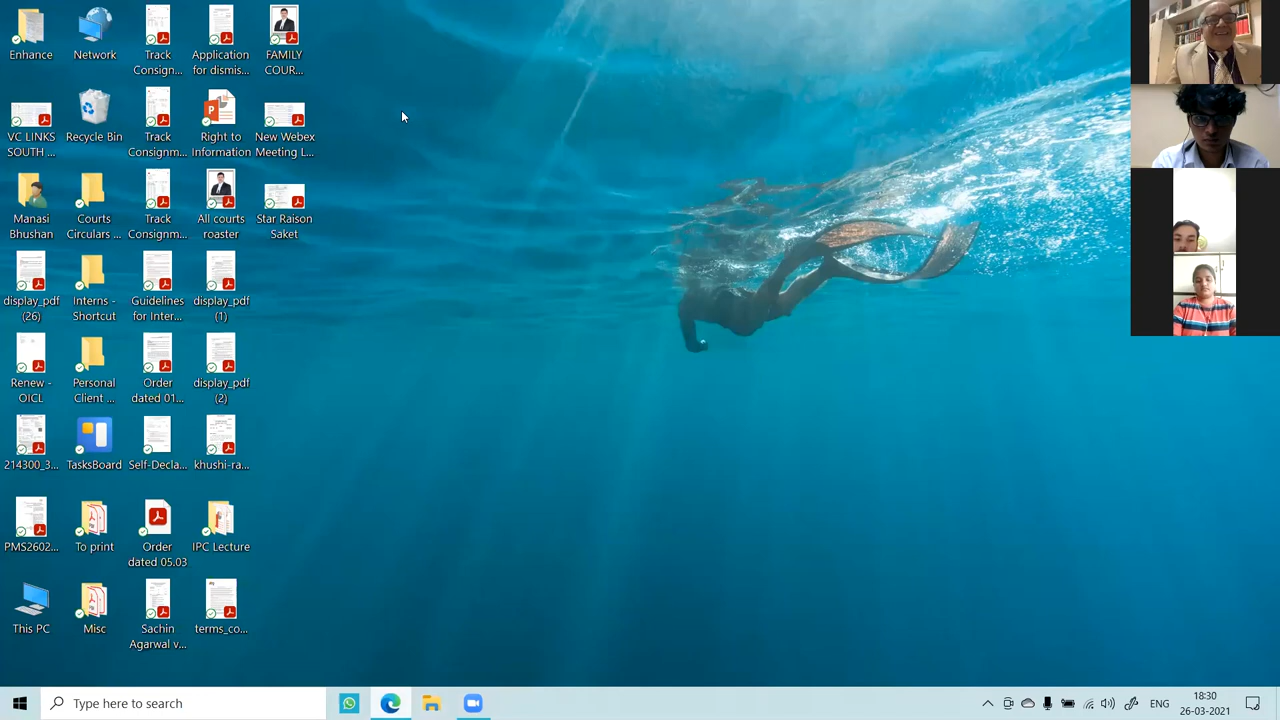 Enhance
Network
Track
Consign...
Application
for dismis...
FAMILY
COUR...
VC LINKS
SOUTH ...
Recycle Bin
Track
Consignm...
Right to
Information
New Webex
Meeting L...
Manasi
Bhushan
Courts
Circulars ...
Track
Consignm...
All courts
roaster
Star Raison
Saket
display_pdf
(26)
Interns -
Shortcut
Guidelines
for Inter...
display_pdf
(1)
Renew -
OICL
Personal
Client ...
Order
dated 01...
display_pdf
(2)
214300_3...
TasksBoard
Self-Decla...
khushi-ra...
PMS2602...
To print
Order
dated 05.03
IPC Lecture
This PC
Misc
Sachin
Agarwal v...
terms_co...
Type here to search
ENG
18:30
26-03-2021